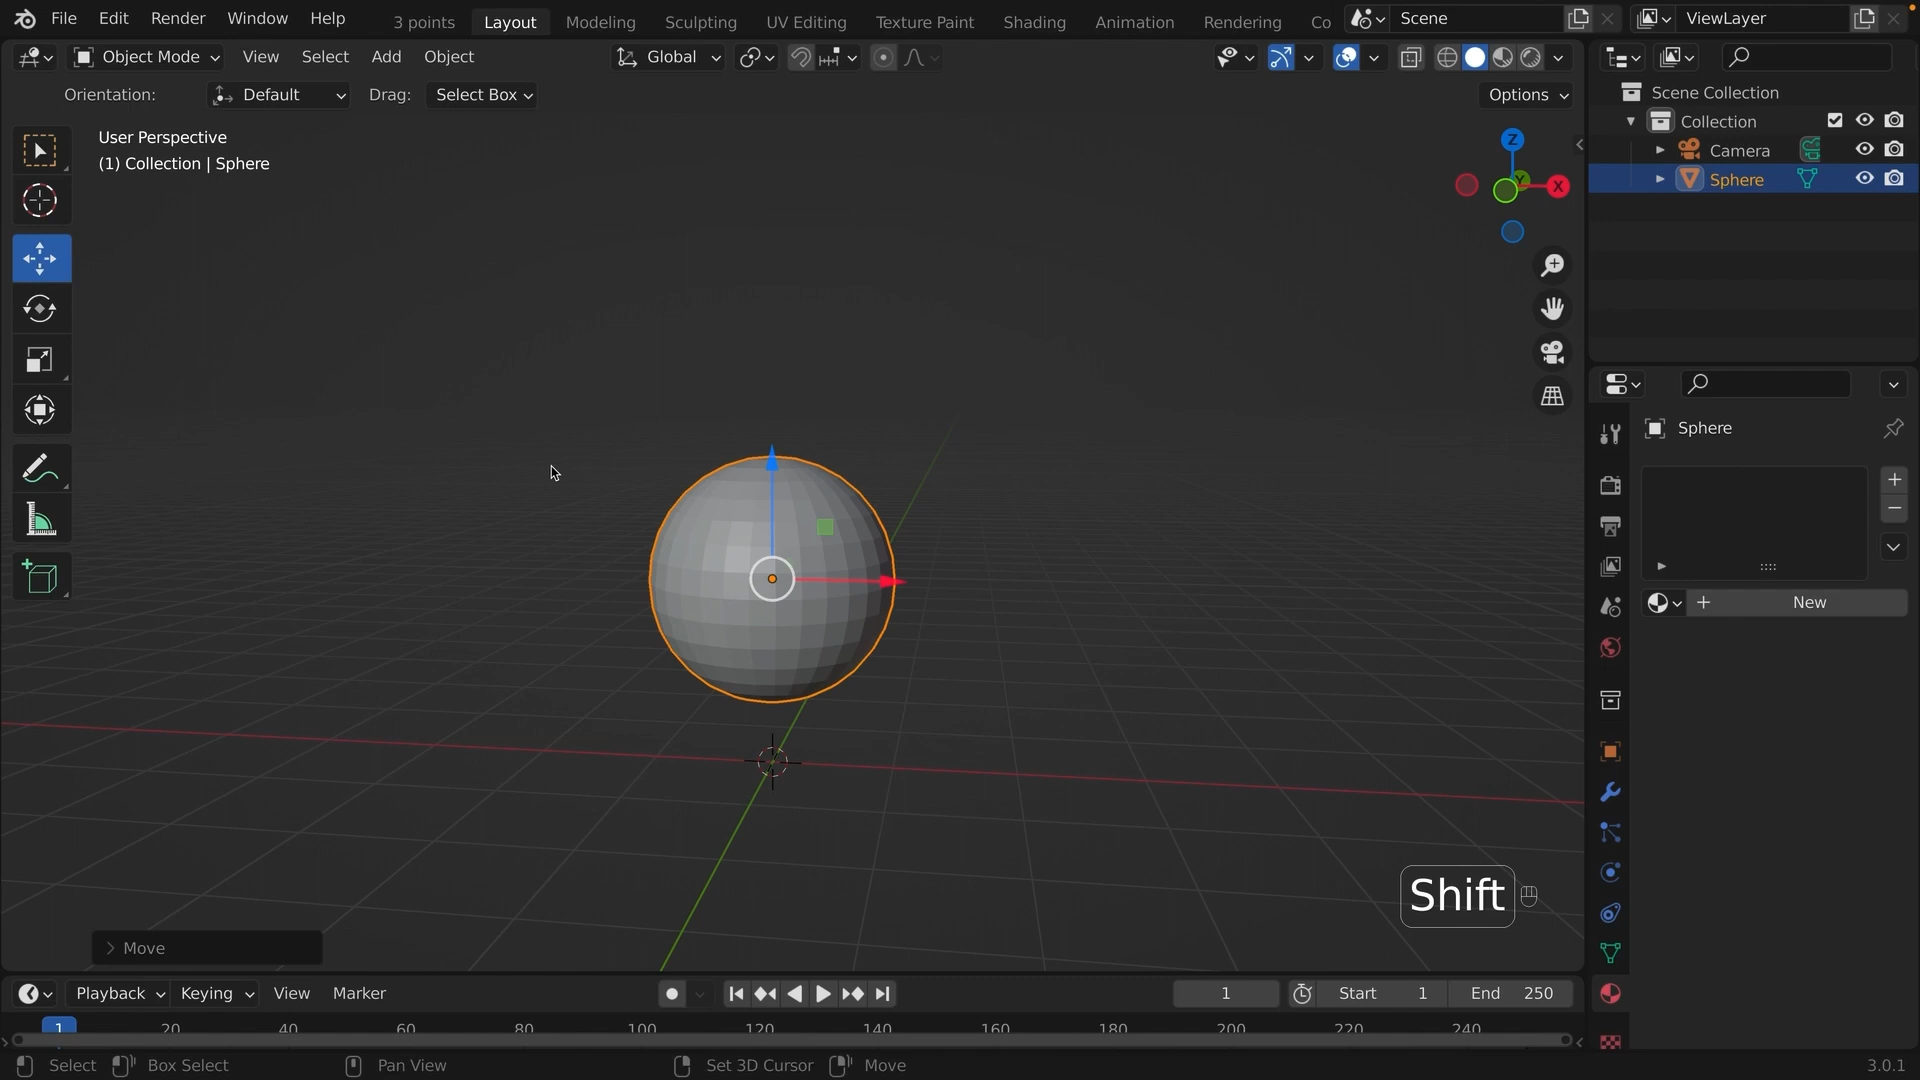 File Edit Render Window Help 3 points Layout Modeling Sculpting UV Editing Texture Paint Shading Animation Rendering Co Scene ViewLayer
Object Mode View Select Add Object Global
Orientation: Default Drag: Select Box Options
User Perspective
(1) Collection | Sphere
Z
Y
X
Scene Collection
Collection
Camera
Sphere
Sphere
New
Shift
Move
Playback Keying View Marker 1 Start 1 End 250
1 20 40 60 80 100 120 140 160 180 200 220 240
Select Box Select Pan View Set 3D Cursor Move 3.0.1